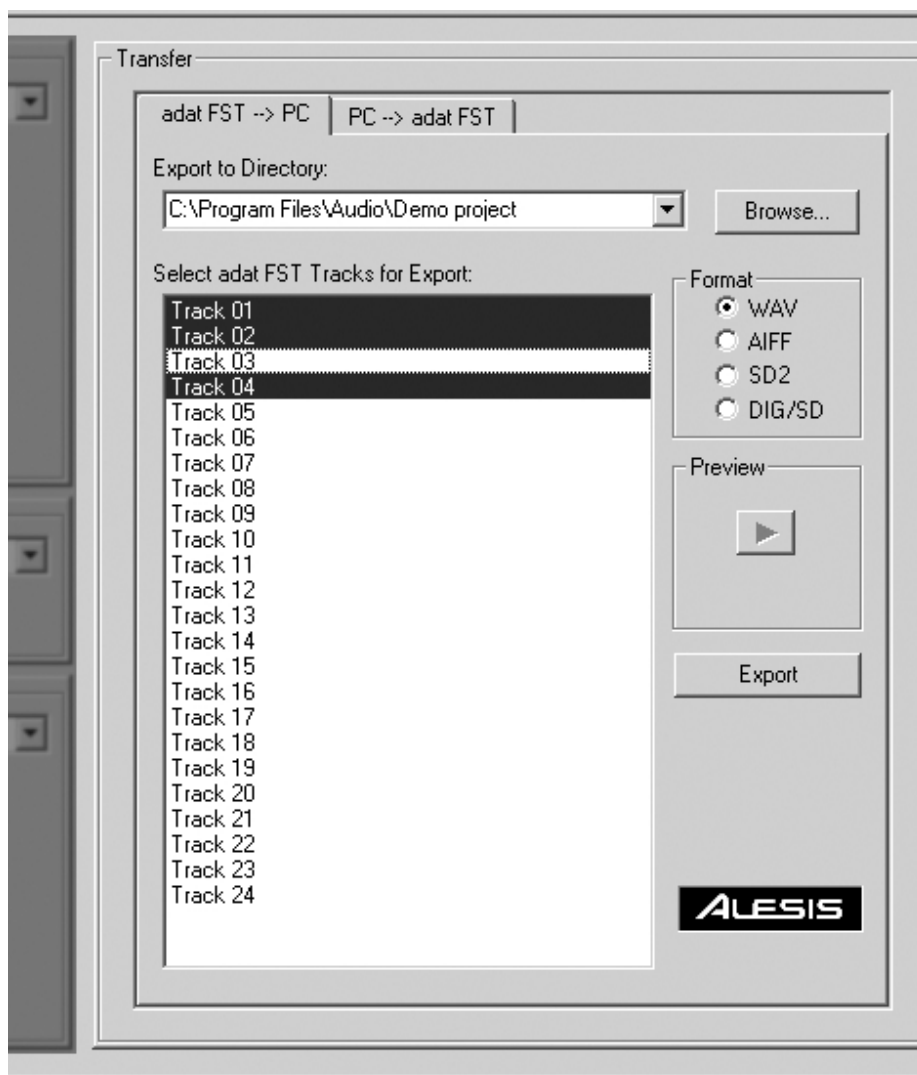 Transfer
adat FST --> PC
PC --> adat FST
Export to Directory:
C:\Program Files\Audio\Demo project
Browse...
Select adat FST Tracks for Export:
Track 01
Track 02
Track 03
Track 04
Track 05
Track 06
Track 07
Track 08
Track 09
Track 10
Track 11
Track 12
Track 13
Track 14
Track 15
Track 16
Track 17
Track 18
Track 19
Track 20
Track 21
Track 22
Track 23
Track 24
Format
WAV
AIFF
SD2
DIG/SD
Preview
Export
ALESIS